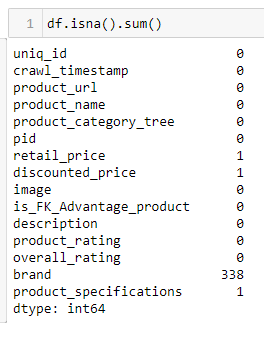 1 df.isna().sum()
uniq_id 0
crawl_timestamp 0
product_url 0
product_name 0
product_category_tree 0
pid 0
retail_price 1
discounted_price 1
image 0
is_FK_Advantage_product 0
description 0
product_rating 0
overall_rating 0
brand 338
product_specifications 1
dtype: int64